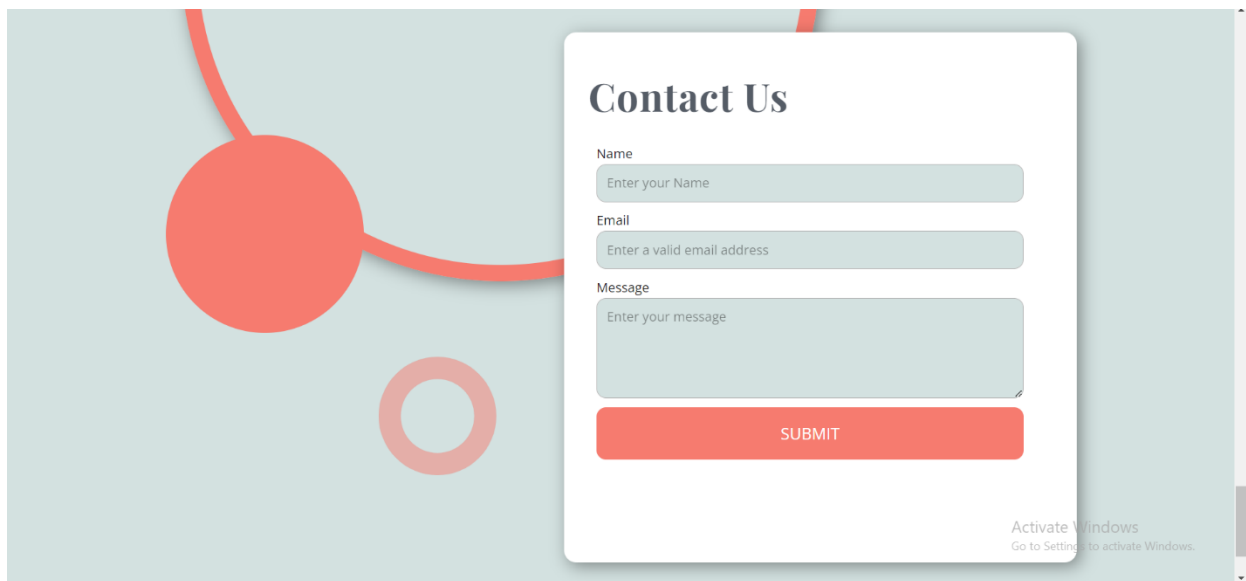 Contact Us
Name
Enter your Name
Email
Enter a valid email address
Message
Enter your message
SUBMIT
Activate Windows
Go to Settings to activate Windows.